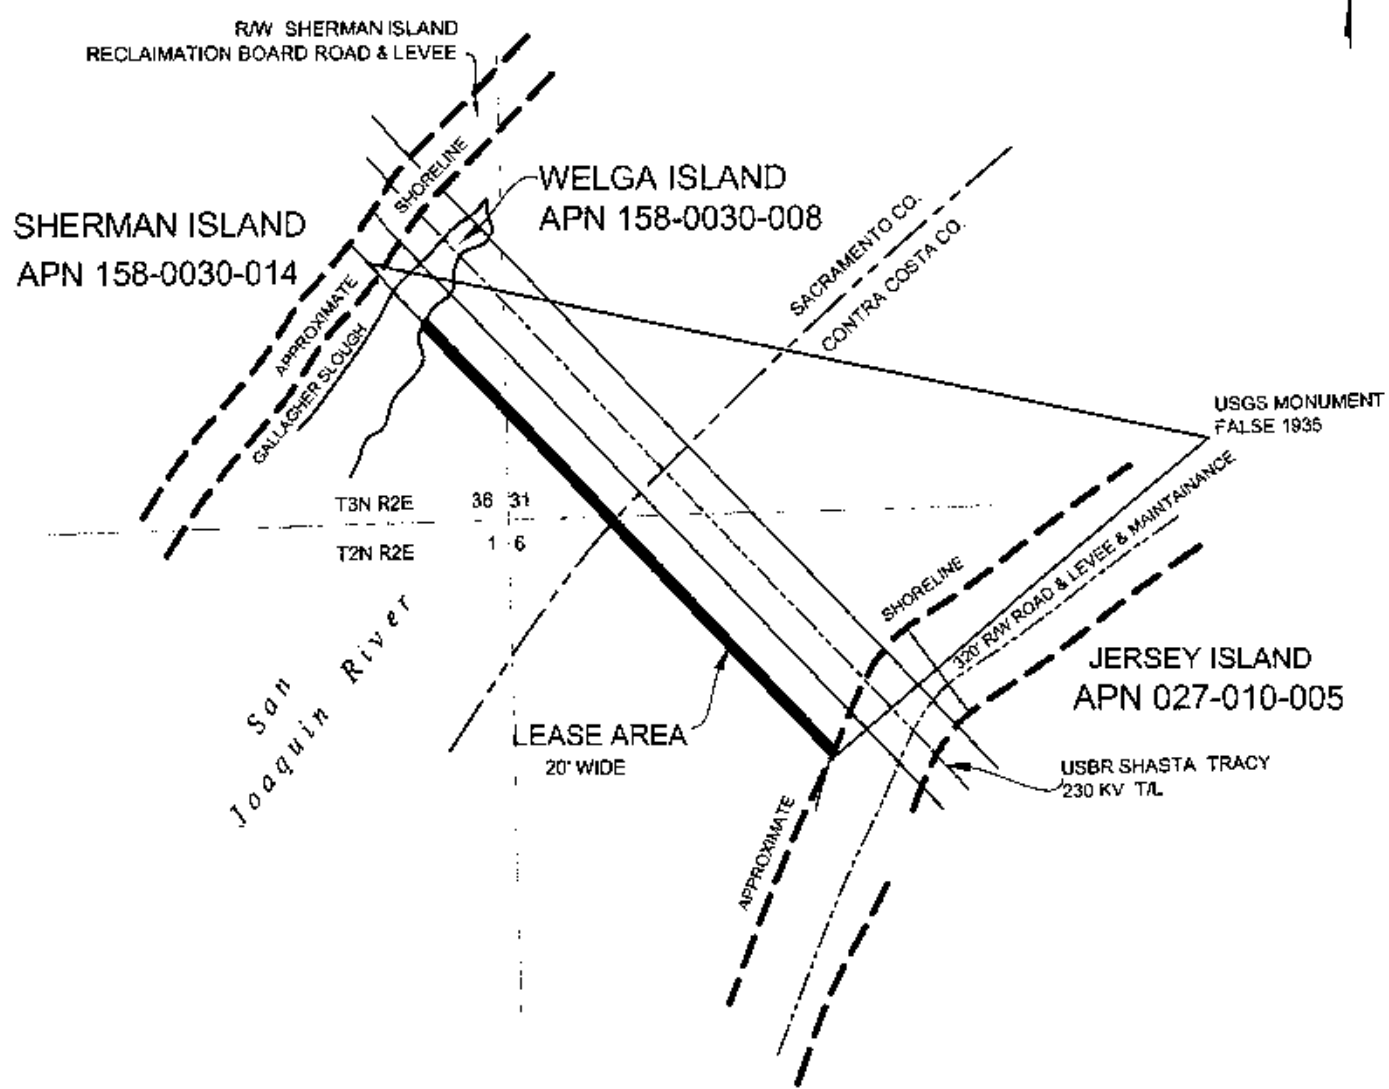 R/W SHERMAN ISLAND
RECLAIMATION BOARD ROAD & LEVEE
SHORELINE
WELGA ISLAND
APN 158-0030-008
SHERMAN ISLAND
APN 158-0030-014
APPROXIMATE
GALLAGHER SLOUGH
SACRAMENTO CO.
CONTRA COSTA CO.
USGS MONUMENT
FALSE 1935
T3N R2E 36 31
T2N R2E 1 6
SHORELINE
320' R/W ROAD & LEVEE & MAINTAINANCE
San
Joaquin River
JERSEY ISLAND
APN 027-010-005
LEASE AREA
20' WIDE
USBR SHASTA TRACY
230 KV T/L
APPROXIMATE